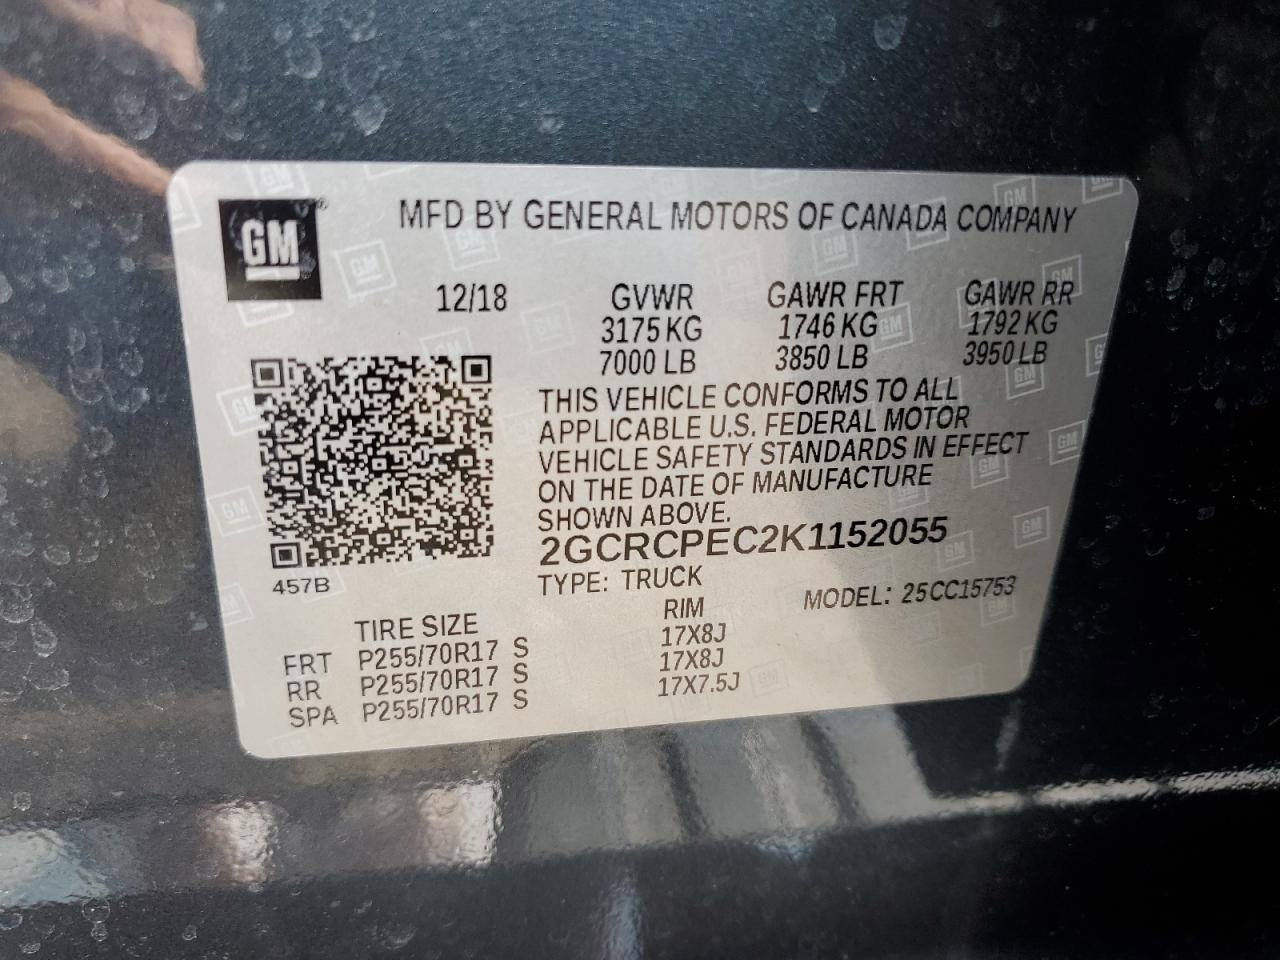 GM ®
MFD BY GENERAL MOTORS OF CANADA COMPANY
12/18 GVWR GAWR FRT GAWR RR
3175 KG 1746 KG 1792 KG
7000 LB 3850 LB 3950 LB
THIS VEHICLE CONFORMS TO ALL
APPLICABLE U.S. FEDERAL MOTOR
VEHICLE SAFETY STANDARDS IN EFFECT
ON THE DATE OF MANUFACTURE
SHOWN ABOVE.
2GCRCPEC2K1152055
457B
TYPE: TRUCK MODEL: 25CC15753
TIRE SIZE RIM
FRT P255/70R17 S 17X8J
RR P255/70R17 S 17X8J
SPA P255/70R17 S 17X7.5J